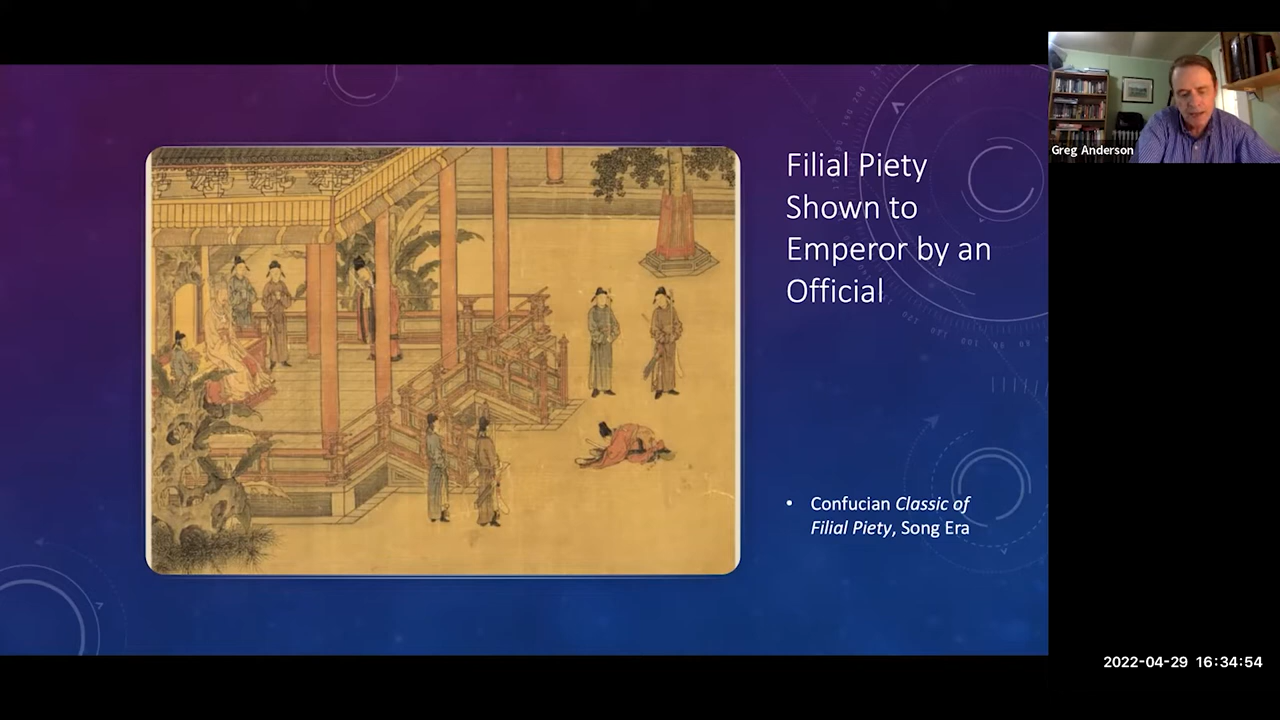 Filial Piety
Shown to
Emperor by an
Official
• Confucian Classic of
Filial Piety, Song Era
Greg Anderson
2022-04-29 16:34:54